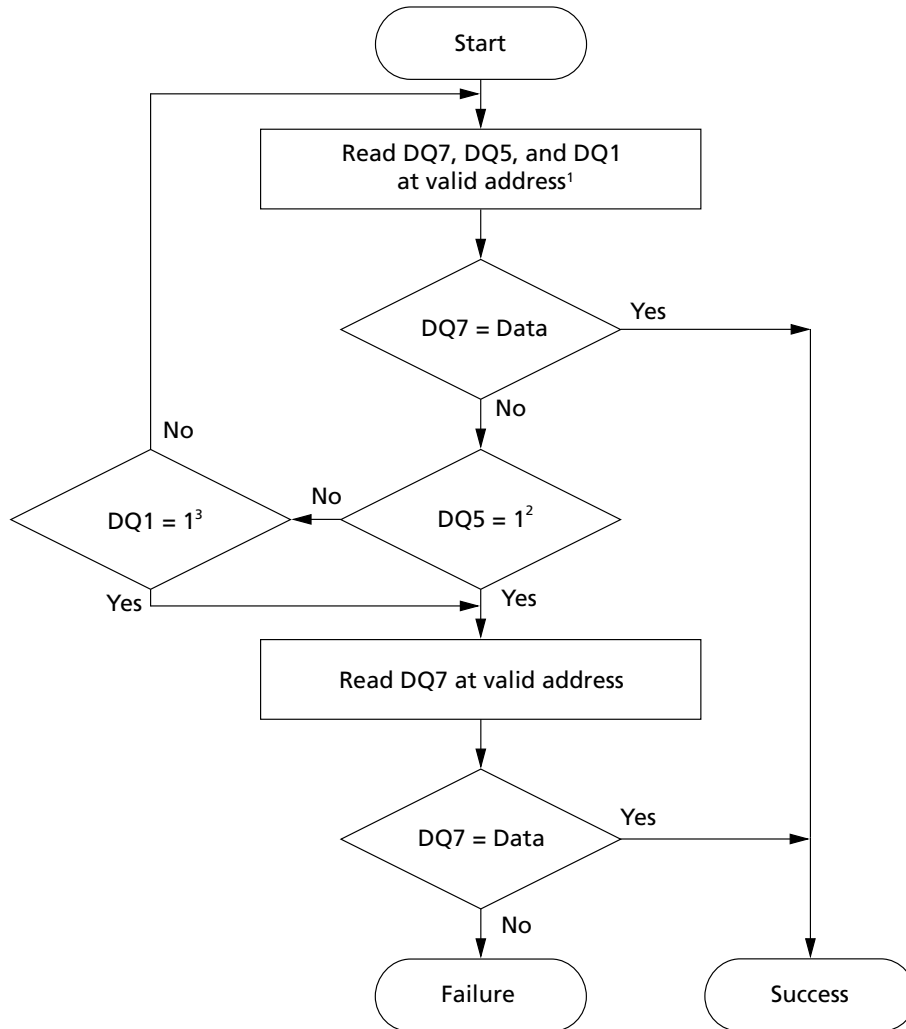 Start
Read DQ7, DQ5, and DQ1
at valid address¹
DQ7 = Data
Yes
No
No
DQ1 = 1³
No
DQ5 = 1²
Yes
Yes
Read DQ7 at valid address
DQ7 = Data
Yes
No
Failure
Success